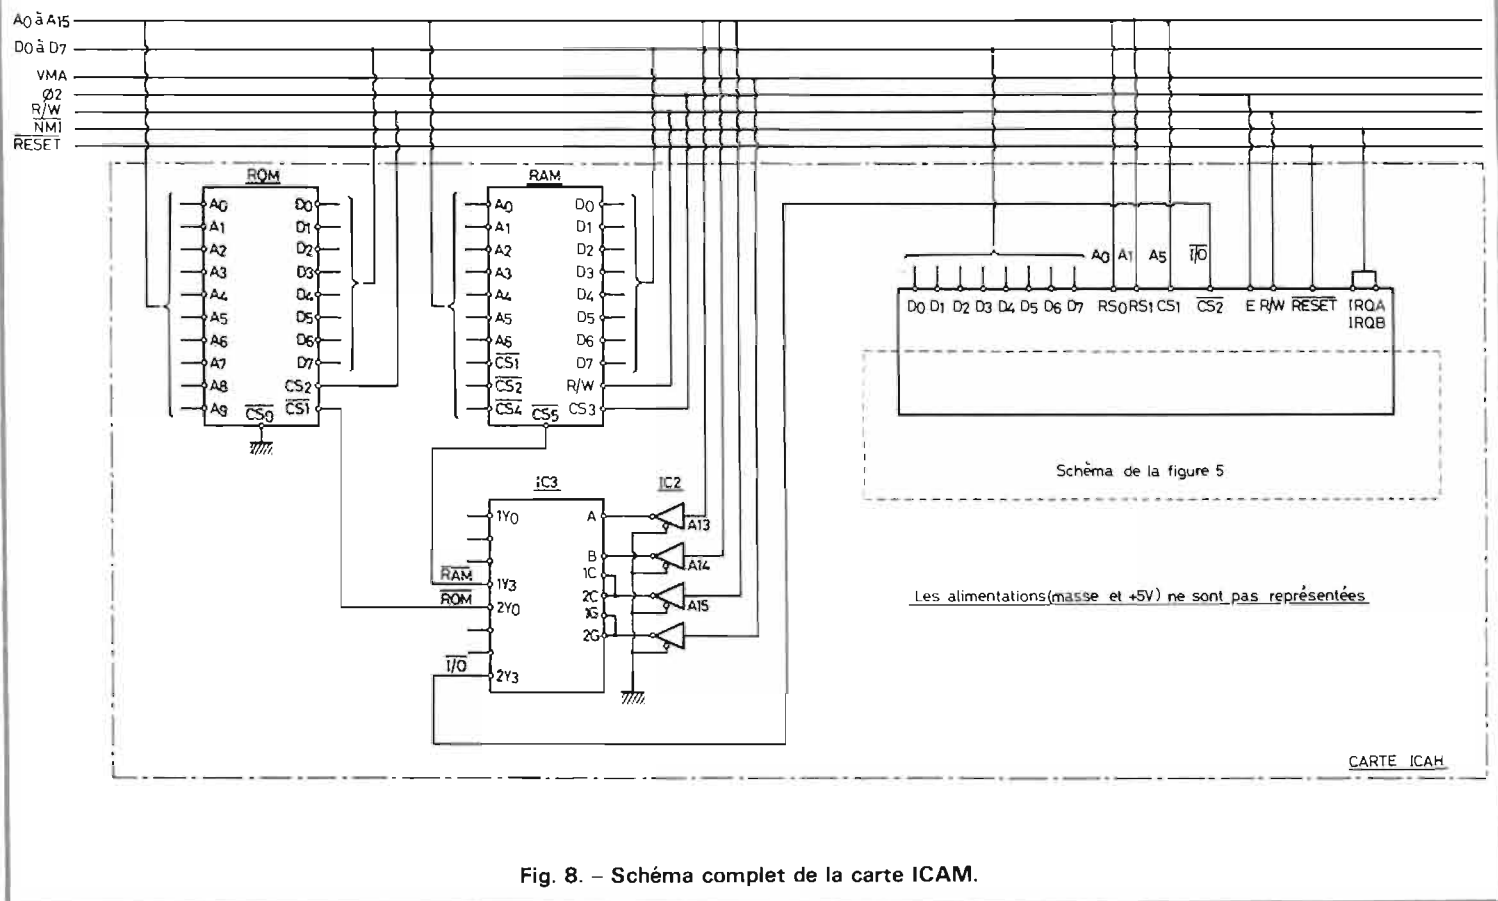 A0 à A15
D0 à D7
VMA
Ø2
R/W
NMI
RESET
ROM
A0
A1
A2
A3
A4
A5
A6
A7
A8
A9
D0
D1
D2
D3
D4
D5
D6
D7
CS2
CS1
CS0
RAM
A0
A1
A2
A3
A4
A5
A6
CS1
CS2
CS4
D0
D1
D2
D3
D4
D5
D6
D7
R/W
CS3
CS5
A0 A1 A5 I/O
D0 D1 D2 D3 D4 D5 D6 D7 RS0 RS1 CS1 CS2 E R/W RESET IRQA
IRQB
Schèma de la figure 5
IC3
IC2
1Y0
1Y3
2Y0
2Y3
A
B
1C
2C
1G
2G
A13
A14
A15
RAM
ROM
I/O
Les alimentations(masse et +5V) ne sont pas représentées
CARTE ICAH
Fig. 8. – Schéma complet de la carte ICAM.